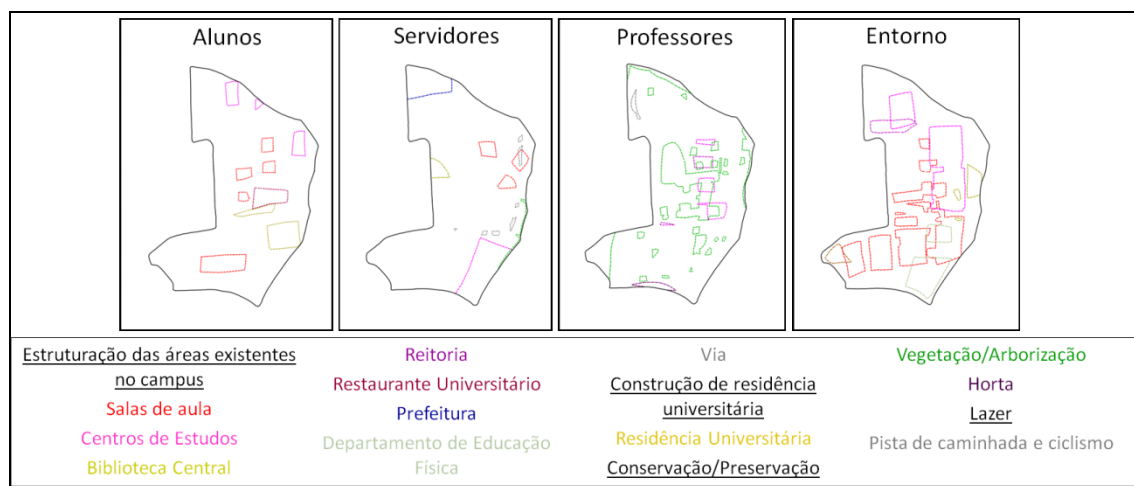 Alunos
Servidores
Professores
Entorno
Estruturação das áreas existentes
no campus
Salas de aula
Centros de Estudos
Biblioteca Central
Reitoria
Restaurante Universitário
Prefeitura
Departamento de Educação
Física
Via
Construção de residência
universitária
Residência Universitária
Conservação/Preservação
Vegetação/Arborização
Horta
Lazer
Pista de caminhada e ciclismo